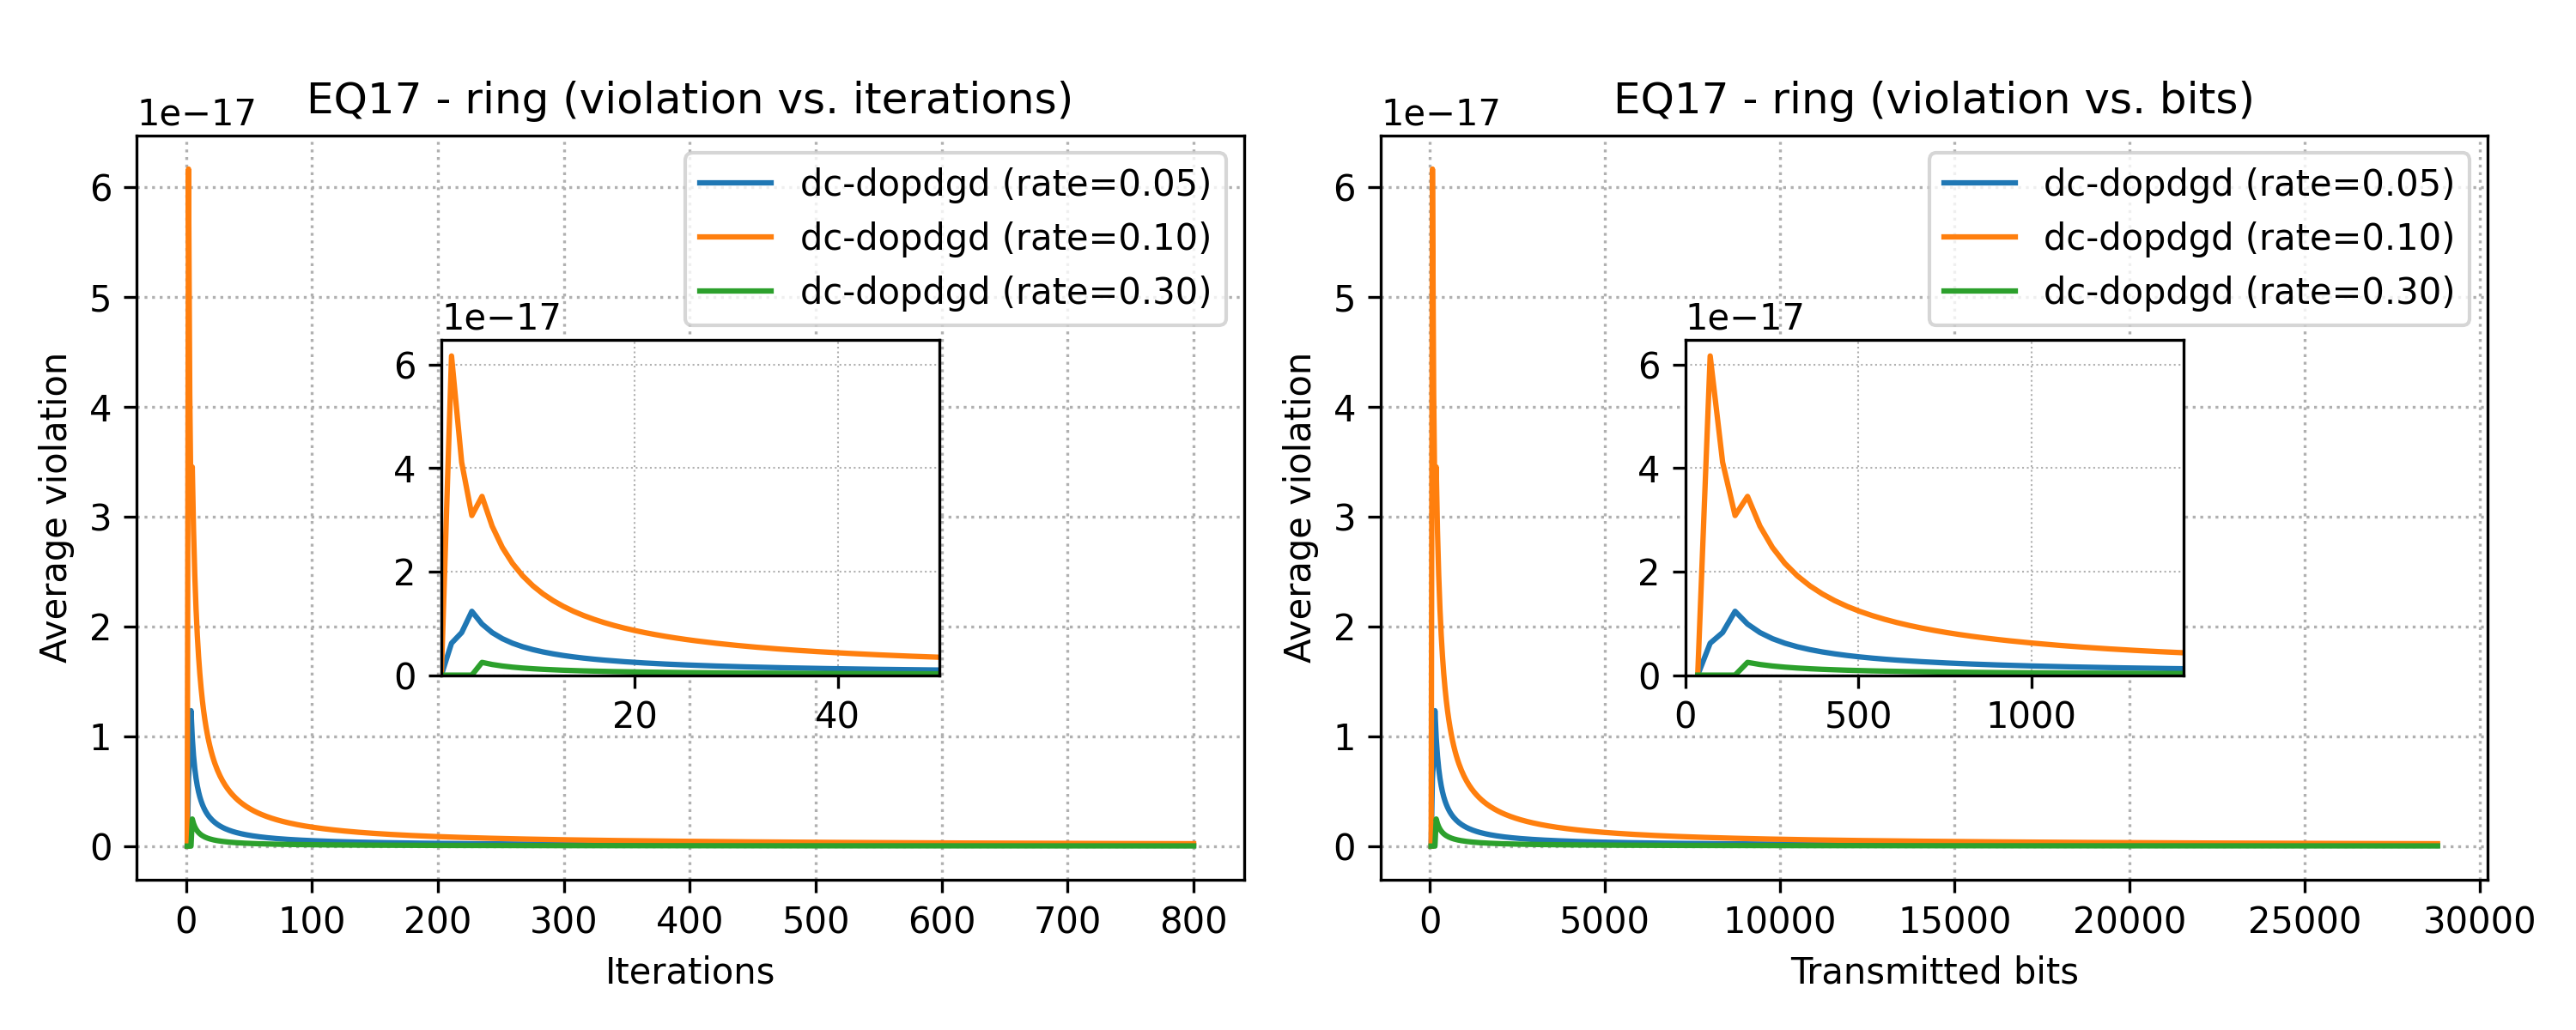 EQ17 - ring (violation vs. iterations)
1e−17
6
5
4
3
2
1
0
Average violation
dc-dopdgd (rate=0.05)
dc-dopdgd (rate=0.10)
dc-dopdgd (rate=0.30)
1e−17
6
4
2
0
20 40
0 100 200 300 400 500 600 700 800
Iterations
EQ17 - ring (violation vs. bits)
1e−17
6
5
4
3
2
1
0
Average violation
dc-dopdgd (rate=0.05)
dc-dopdgd (rate=0.10)
dc-dopdgd (rate=0.30)
1e−17
6
4
2
0
0 500 1000
0 5000 10000 15000 20000 25000 30000
Transmitted bits